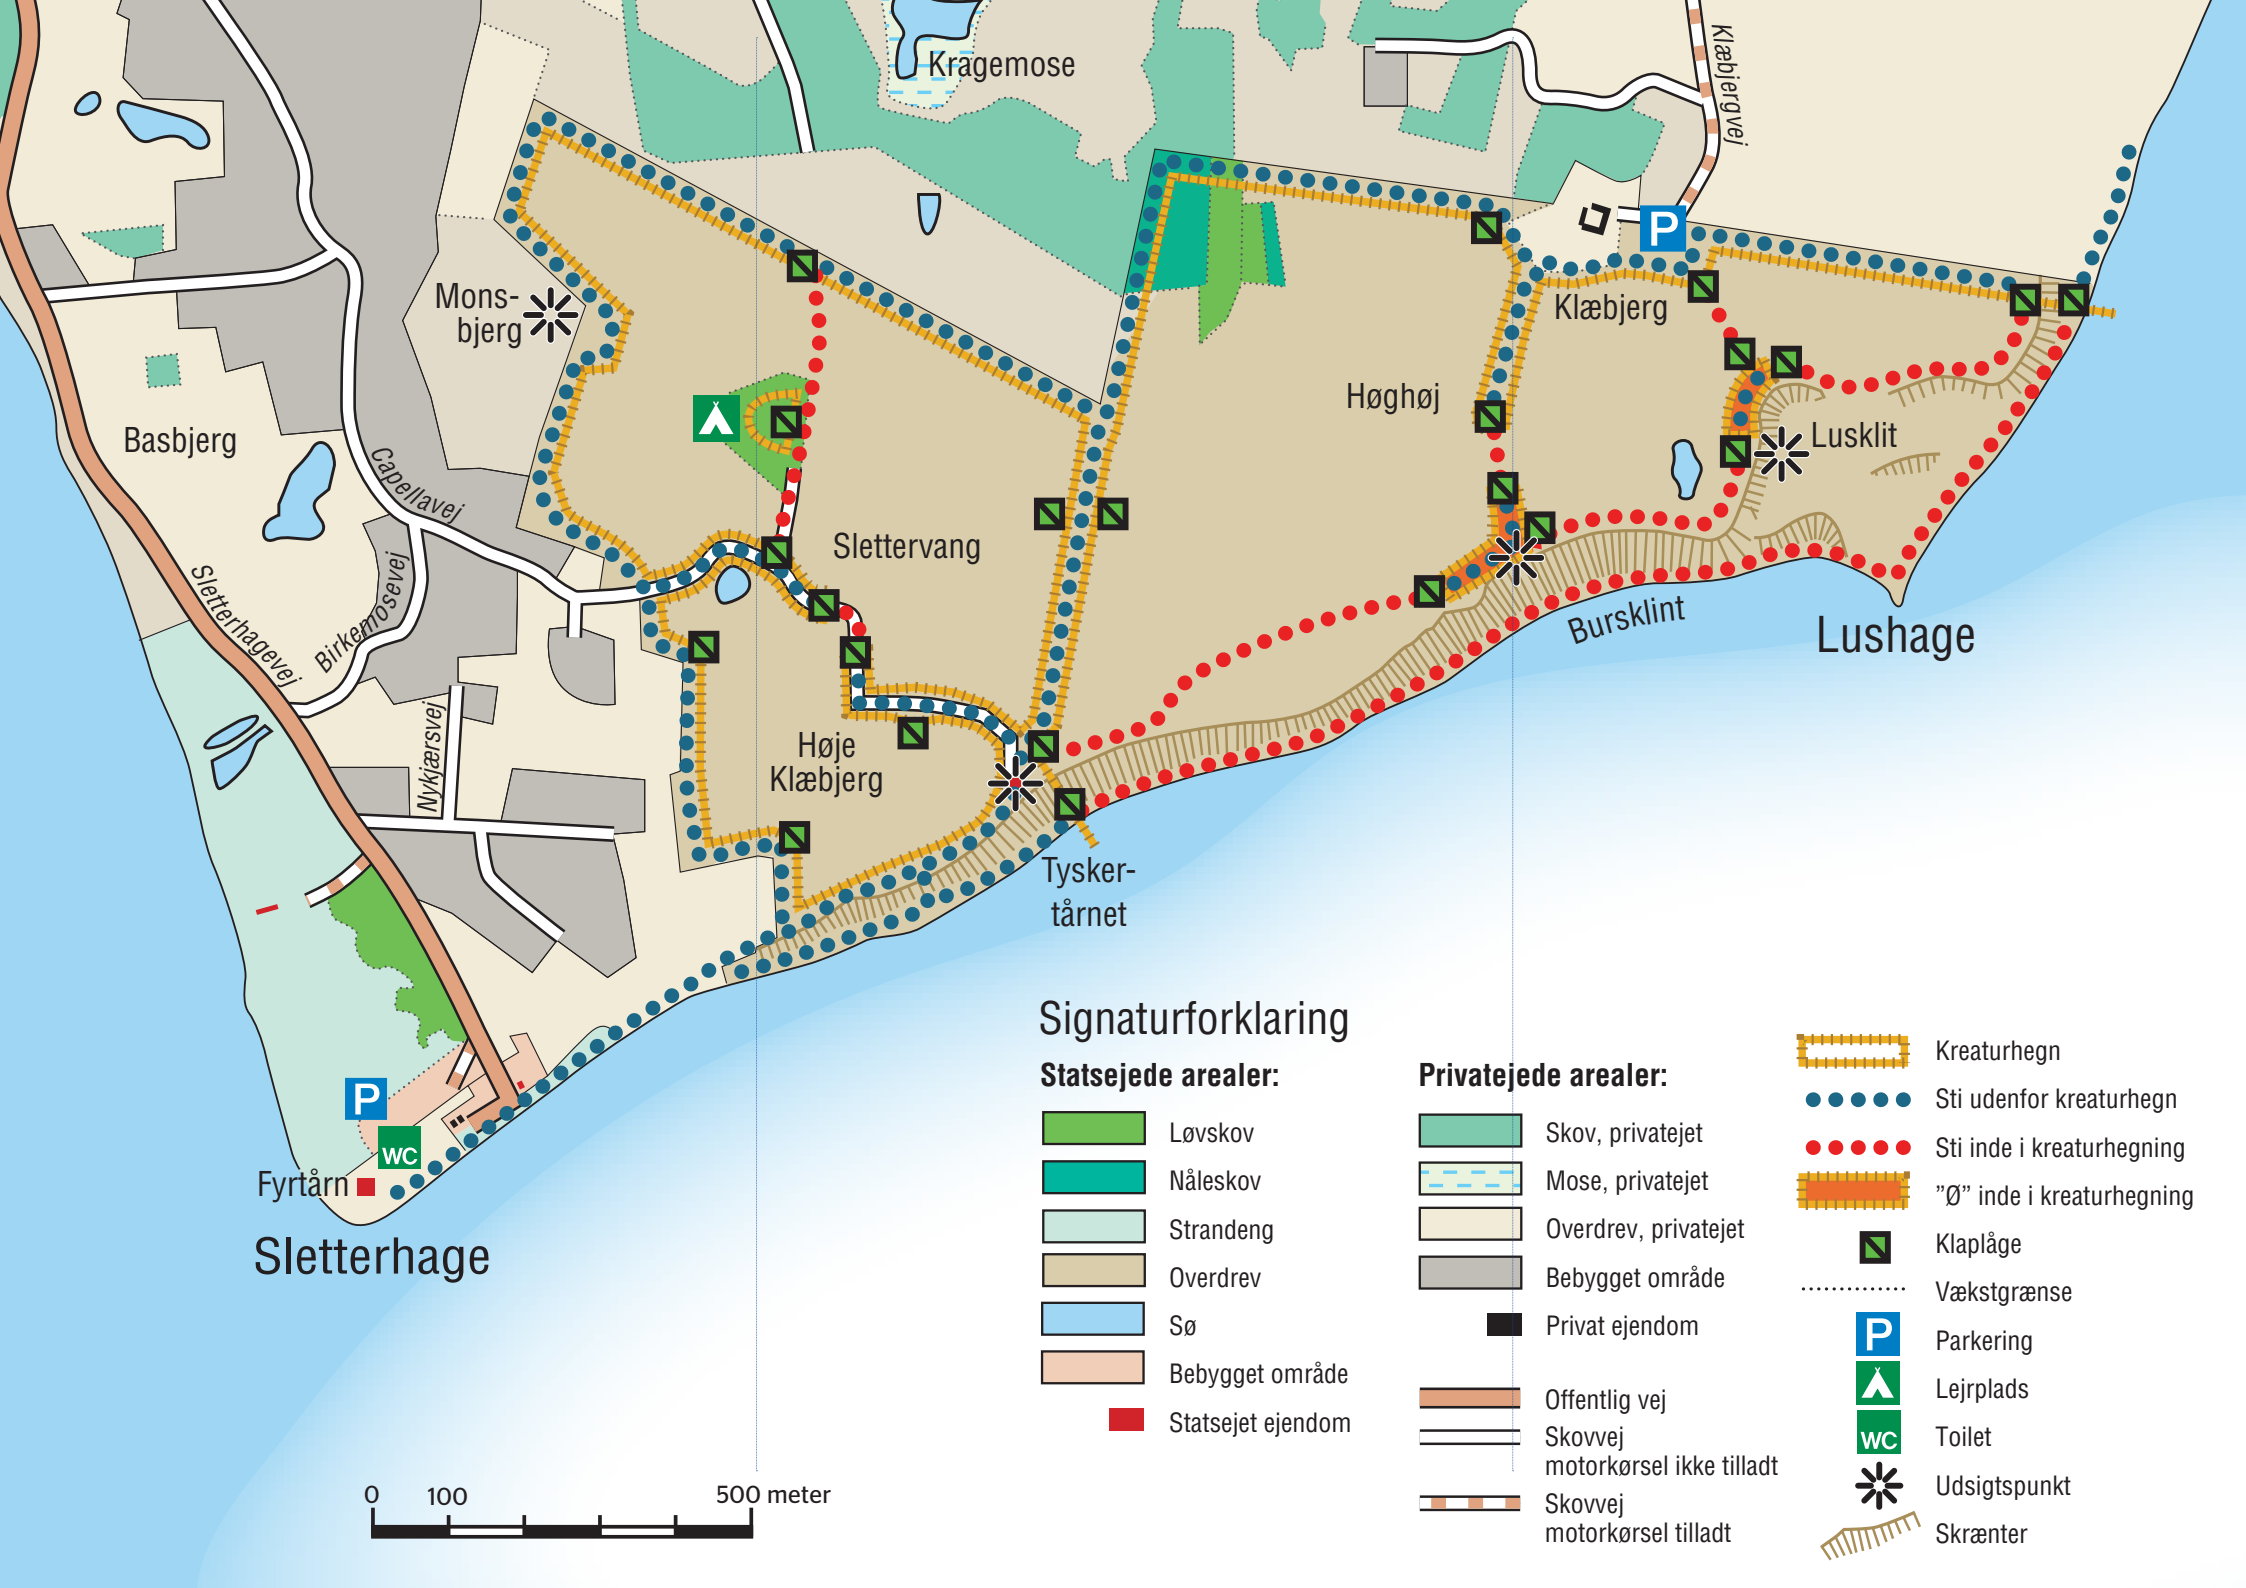 Kragemose
Klæbjergvej
P
Mons-
bjerg
Klæbjerg
Basbjerg
Høghøj
Lusklit
Capellavej
Slettervang
Sletterhagevej
Birkemosevej
Bursklint
Lushage
Nykjærsvej
Høje
Klæbjerg
Tysker-
tårnet
P
WC
Fyrtårn
Sletterhage
Signaturforklaring
Statsejede arealer:
Løvskov
Nåleskov
Strandeng
Overdrev
Sø
Bebygget område
Statsejet ejendom
Privatejede arealer:
Skov, privatejet
Mose, privatejet
Overdrev, privatejet
Bebygget område
Privat ejendom
Offentlig vej
Skovvej
motorkørsel ikke tilladt
Skovvej
motorkørsel tilladt
Kreaturhegn
Sti udenfor kreaturhegn
Sti inde i kreaturhegning
”Ø” inde i kreaturhegning
Klaplåge
Vækstgrænse
P Parkering
Lejrplads
WC Toilet
Udsigtspunkt
Skrænter
0 100 500 meter